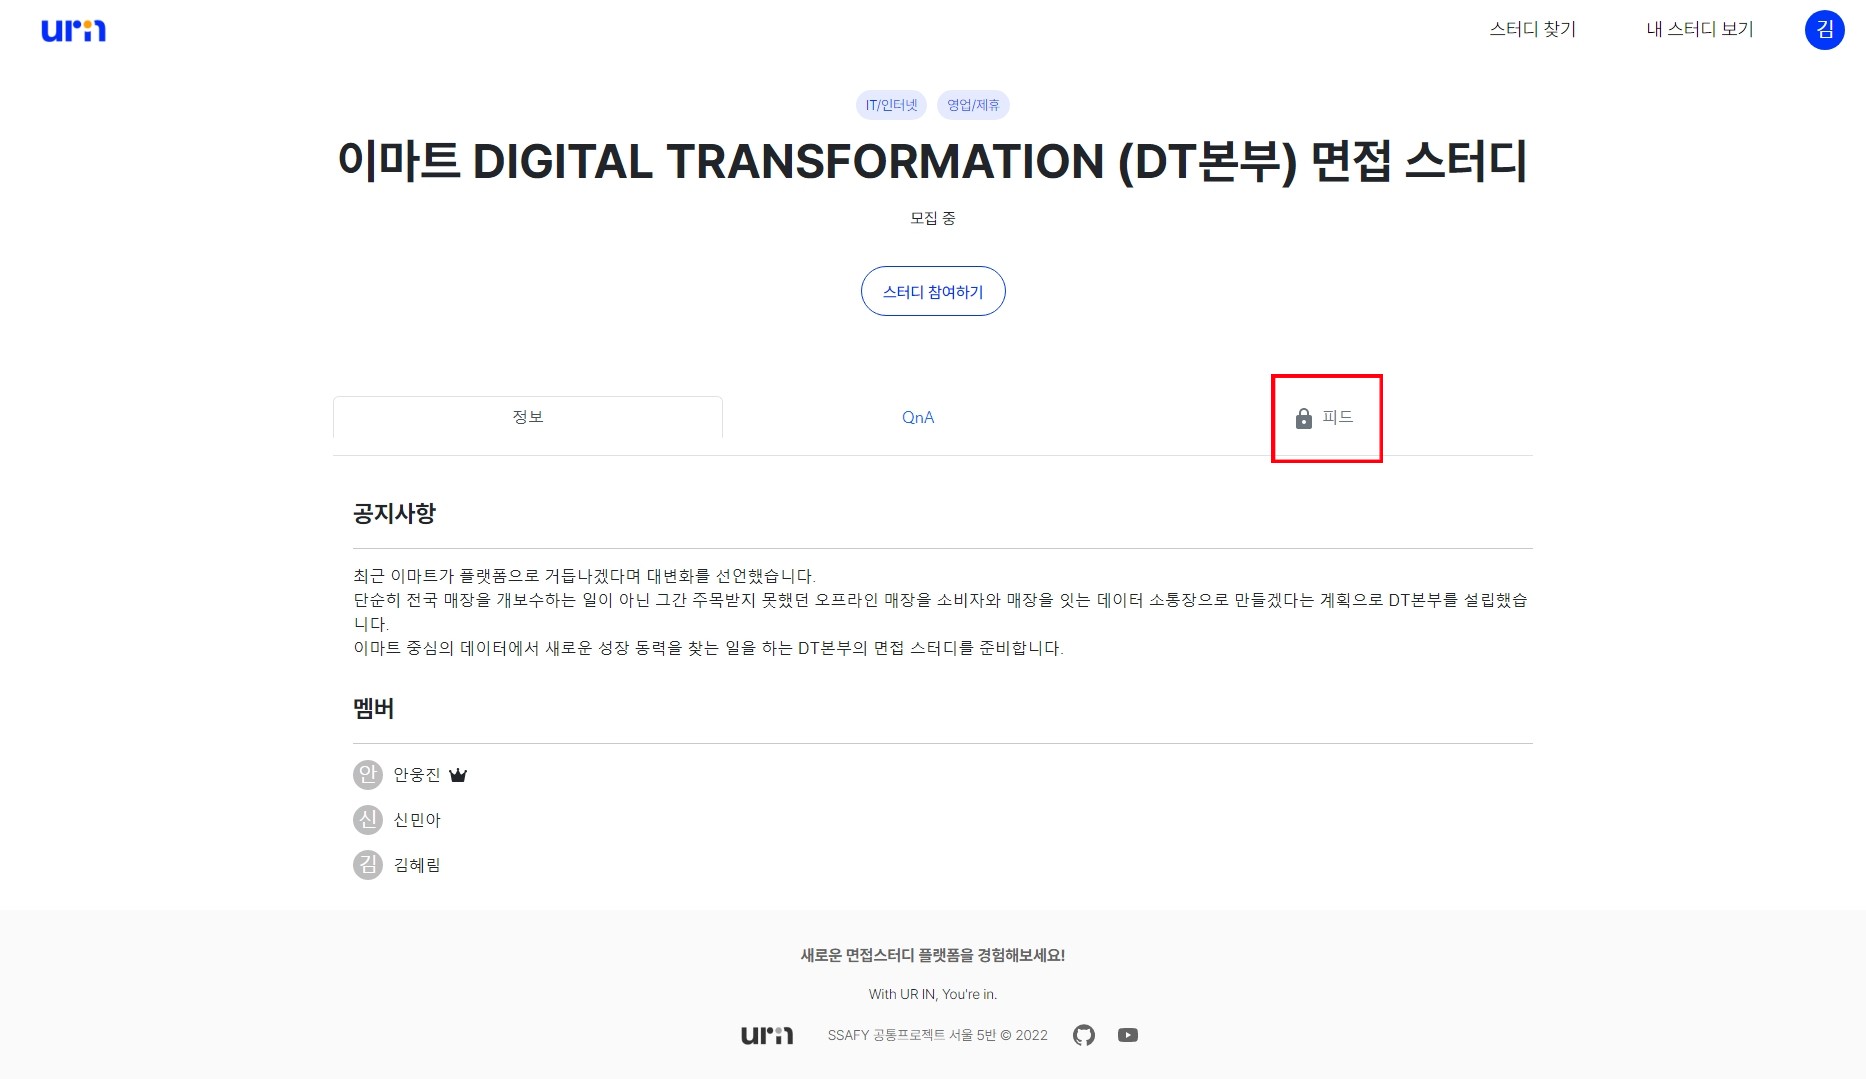 urin
스터디 찾기
내 스터디 보기
김
IT/인터넷
영업/제휴
이마트 DIGITAL TRANSFORMATION (DT본부) 면접 스터디
모집 중
스터디 참여하기
정보
QnA
피드
공지사항
최근 이마트가 플랫폼으로 거듭나겠다며 대변화를 선언했습니다.
단순히 전국 매장을 개보수하는 일이 아닌 그간 주목받지 못했던 오프라인 매장을 소비자와 매장을 잇는 데이터 소통장으로 만들겠다는 계획으로 DT본부를 설립했습
니다.
이마트 중심의 데이터에서 새로운 성장 동력을 찾는 일을 하는 DT본부의 면접 스터디를 준비합니다.
멤버
안 안웅진
신 신민아
김 김혜림
새로운 면접스터디 플랫폼을 경험해보세요!
With UR IN, You're in.
urin
SSAFY 공통프로젝트 서울 5반 © 2022